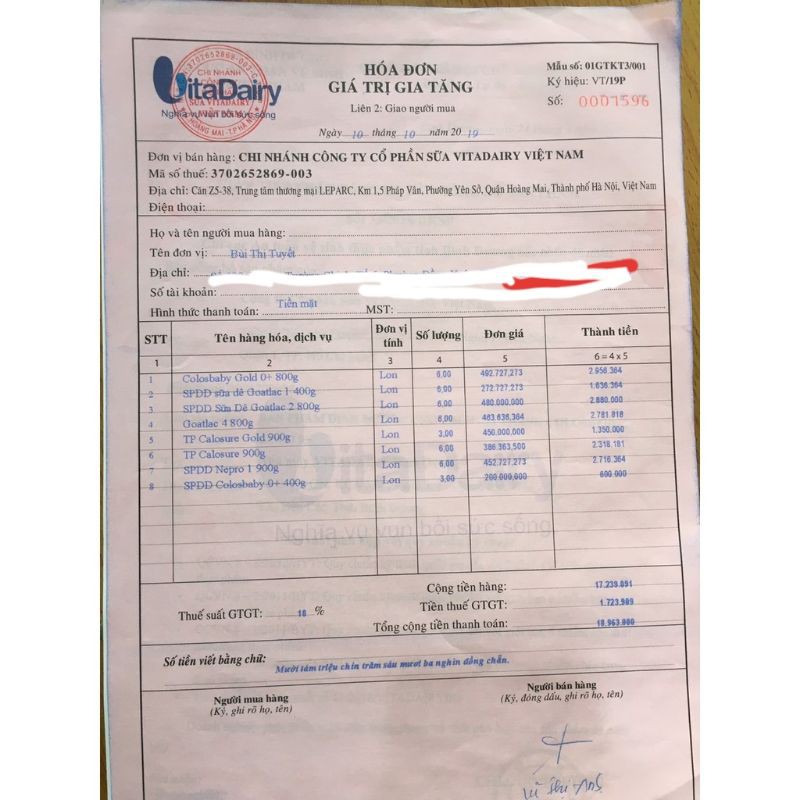 VitaDairy
Nghĩa vụ vun bồi sức sống
CHI NHÁNH
SỮA VITADAIRY
HÓA ĐƠN
GIÁ TRỊ GIA TĂNG
Liên 2: Giao người mua
Ngày 10 tháng 10 năm 2019
Mẫu số: 01GTKT3/001
Ký hiệu: VT/19P
Số: 0007596
Đơn vị bán hàng: CHI NHÁNH CÔNG TY CỔ PHẦN SỮA VITADAIRY VIỆT NAM
Mã số thuế: 3702652869-003
Địa chỉ: Căn Z5-38, Trung tâm thương mại LEPARC, Km 1,5 Pháp Vân, Phường Yên Sở, Quận Hoàng Mai, Thành phố Hà Nội, Việt Nam
Điện thoại:
Họ và tên người mua hàng:
Tên đơn vị: Bùi Thị Tuyết
Địa chỉ:
Số tài khoản:
Hình thức thanh toán: Tiền mặt MST:
STT Tên hàng hóa, dịch vụ Đơn vị tính Số lượng Đơn giá Thành tiền
1 2 3 4 5 6 = 4 x 5
1 Colosbaby Gold 0+ 800g Lon 6,00 492.727,273 2.956.364
2 SPDD sữa dê Goatlac 1 400g Lon 6,00 272.727,273 1.636.364
3 SPDD Sữa Dê Goatlac 2 800g Lon 6,00 480.000,000 2.880.000
4 Goatlac 4 800g Lon 6,00 463.636,364 2.781.818
5 TP Calosure Gold 900g Lon 3,00 450.000,000 1.350.000
6 TP Calosure 900g Lon 6,00 386.363,500 2.318.181
7 SPDD Nepro 1 900g Lon 6,00 452.727,273 2.716.364
8 SPDD Colosbaby 0+ 400g Lon 3,00 200.000,000 600.000
VitaDairy
Nghĩa vụ vun bồi sức sống
Cộng tiền hàng: 17.239.091
Thuế suất GTGT: 10 % Tiền thuế GTGT: 1.723.909
Tổng cộng tiền thanh toán: 18.963.000
Số tiền viết bằng chữ: Mười tám triệu chín trăm sáu mươi ba nghìn đồng chẵn.
Người mua hàng
(Ký, ghi rõ họ, tên)
Người bán hàng
(Ký, đóng dấu, ghi rõ họ, tên)